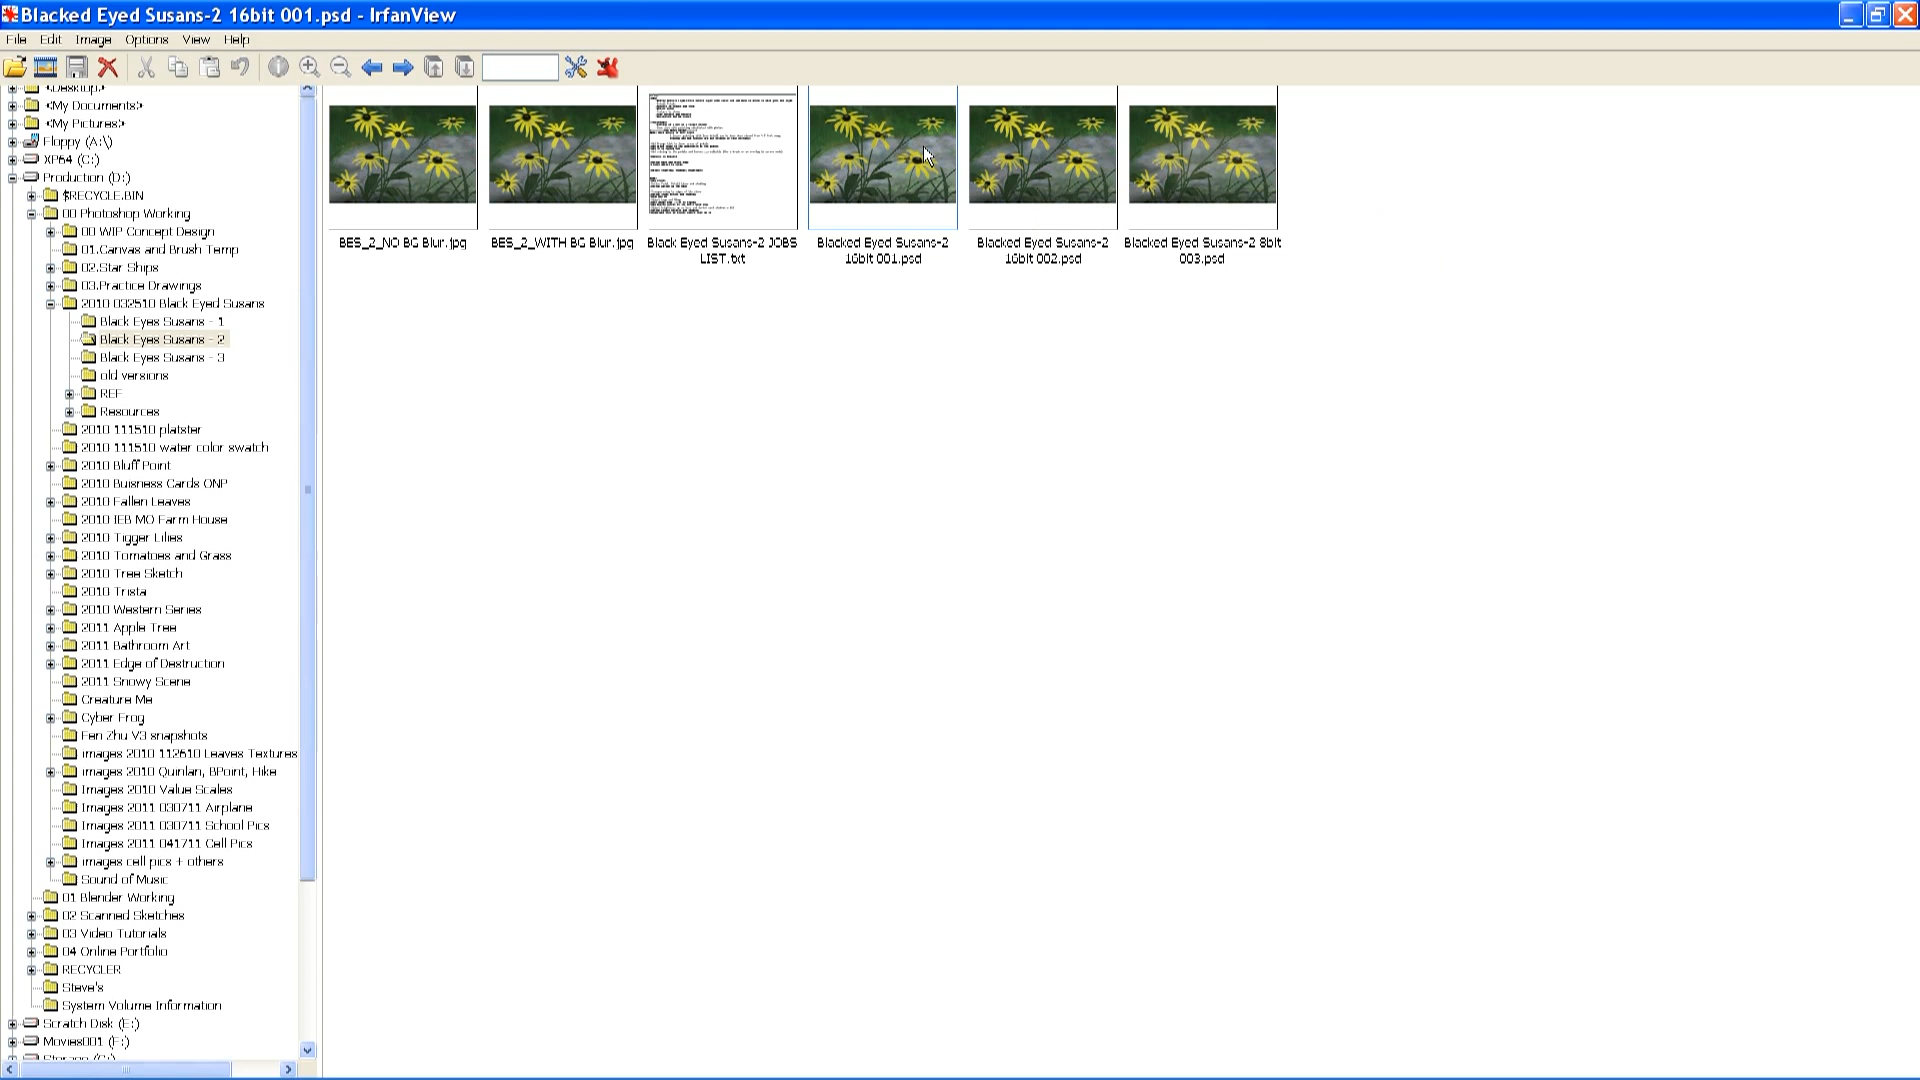 Blacked Eyed Susans-2 16bit 001.psd - IrfanView
File Edit Image Options View Help
<Desktop>
<My Documents>
<My Pictures>
Floppy (A:\)
XP64 (C:)
Production (D:)
$RECYCLE.BIN
00 Photoshop Working
00 WIP Concept Design
01.Canvas and Brush Temp
02.Star Ships
03.Practice Drawings
2010 032510 Black Eyed Susans
Black Eyes Susans - 1
Black Eyes Susans - 2
Black Eyes Susans - 3
old versions
REF
Resources
2010 111510 platster
2010 111510 water color swatch
2010 Bluff Point
2010 Buisness Cards ONP
2010 Fallen Leaves
2010 IEB MO Farm House
2010 Tigger Lilies
2010 Tomatoes and Grass
2010 Tree Sketch
2010 Trista
2010 Western Series
2011 Apple Tree
2011 Bathroom Art
2011 Edge of Destruction
2011 Snowy Scene
Creature Me
Cyber Frog
Fen Zhu V3 snapshots
images 2010 112610 Leaves Textures
images 2010 Quinlan, BPoint, Hike
Images 2010 Value Scales
Images 2011 030711 Airplane
Images 2011 030711 School Pics
Images 2011 041711 Cell Pics
images cell pics + others
Sound of Music
01 Blender Working
02 Scanned Sketches
03 Video Tutorials
04 Online Portfolio
RECYCLER
Steve's
System Volume Information
Scratch Disk (E:)
Movies001 (F:)
Storage (G:)
BES_2_NO BG Blur.jpg
BES_2_WITH BG Blur.jpg
Black Eyed Susans-2 JOBS
LIST.txt
Blacked Eyed Susans-2
16bit 001.psd
Blacked Eyed Susans-2
16bit 002.psd
Blacked Eyed Susans-2 8bit
003.psd